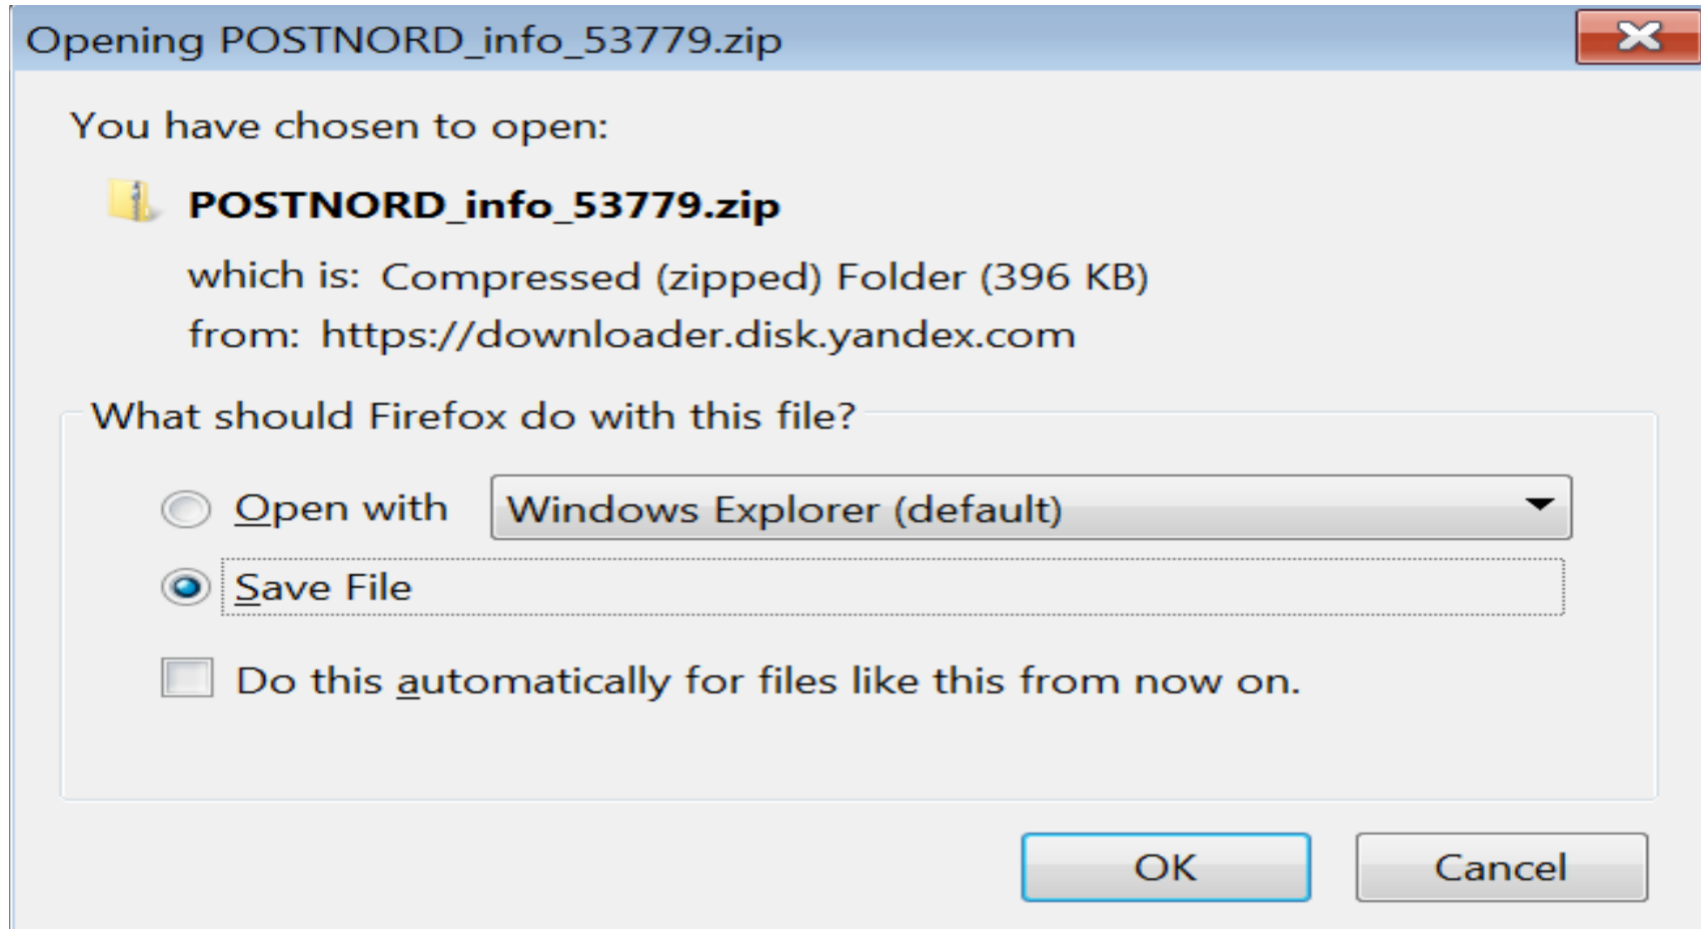 Opening POSTNORD_info_53779.zip
You have chosen to open:
POSTNORD_info_53779.zip
which is: Compressed (zipped) Folder (396 KB)
from: https://downloader.disk.yandex.com
What should Firefox do with this file?
Open with Windows Explorer (default)
Save File
Do this automatically for files like this from now on.
OK Cancel